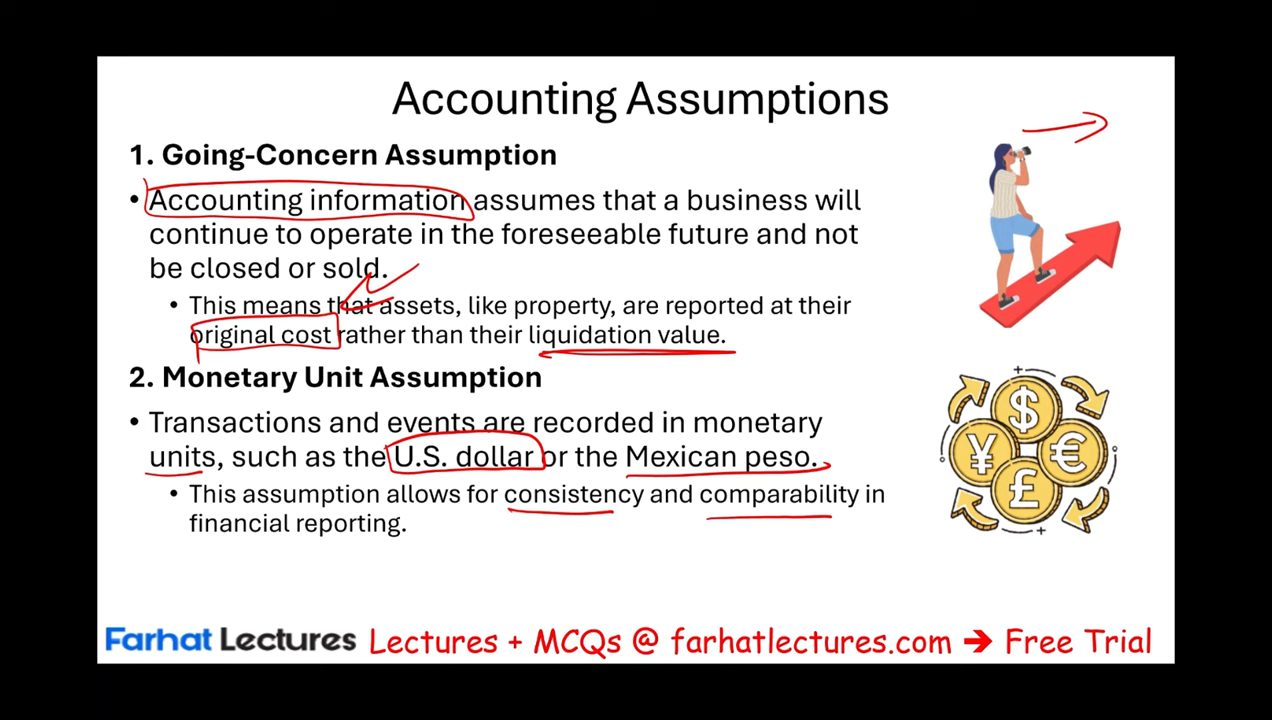 Accounting Assumptions
1. Going-Concern Assumption
• Accounting information assumes that a business will
continue to operate in the foreseeable future and not
be closed or sold.
• This means that assets, like property, are reported at their
original cost rather than their liquidation value.
2. Monetary Unit Assumption
• Transactions and events are recorded in monetary
units, such as the U.S. dollar or the Mexican peso.
• This assumption allows for consistency and comparability in
financial reporting.
$
¥ €
£
Farhat Lectures Lectures + MCQs @ farhatlectures.com ➔ Free Trial